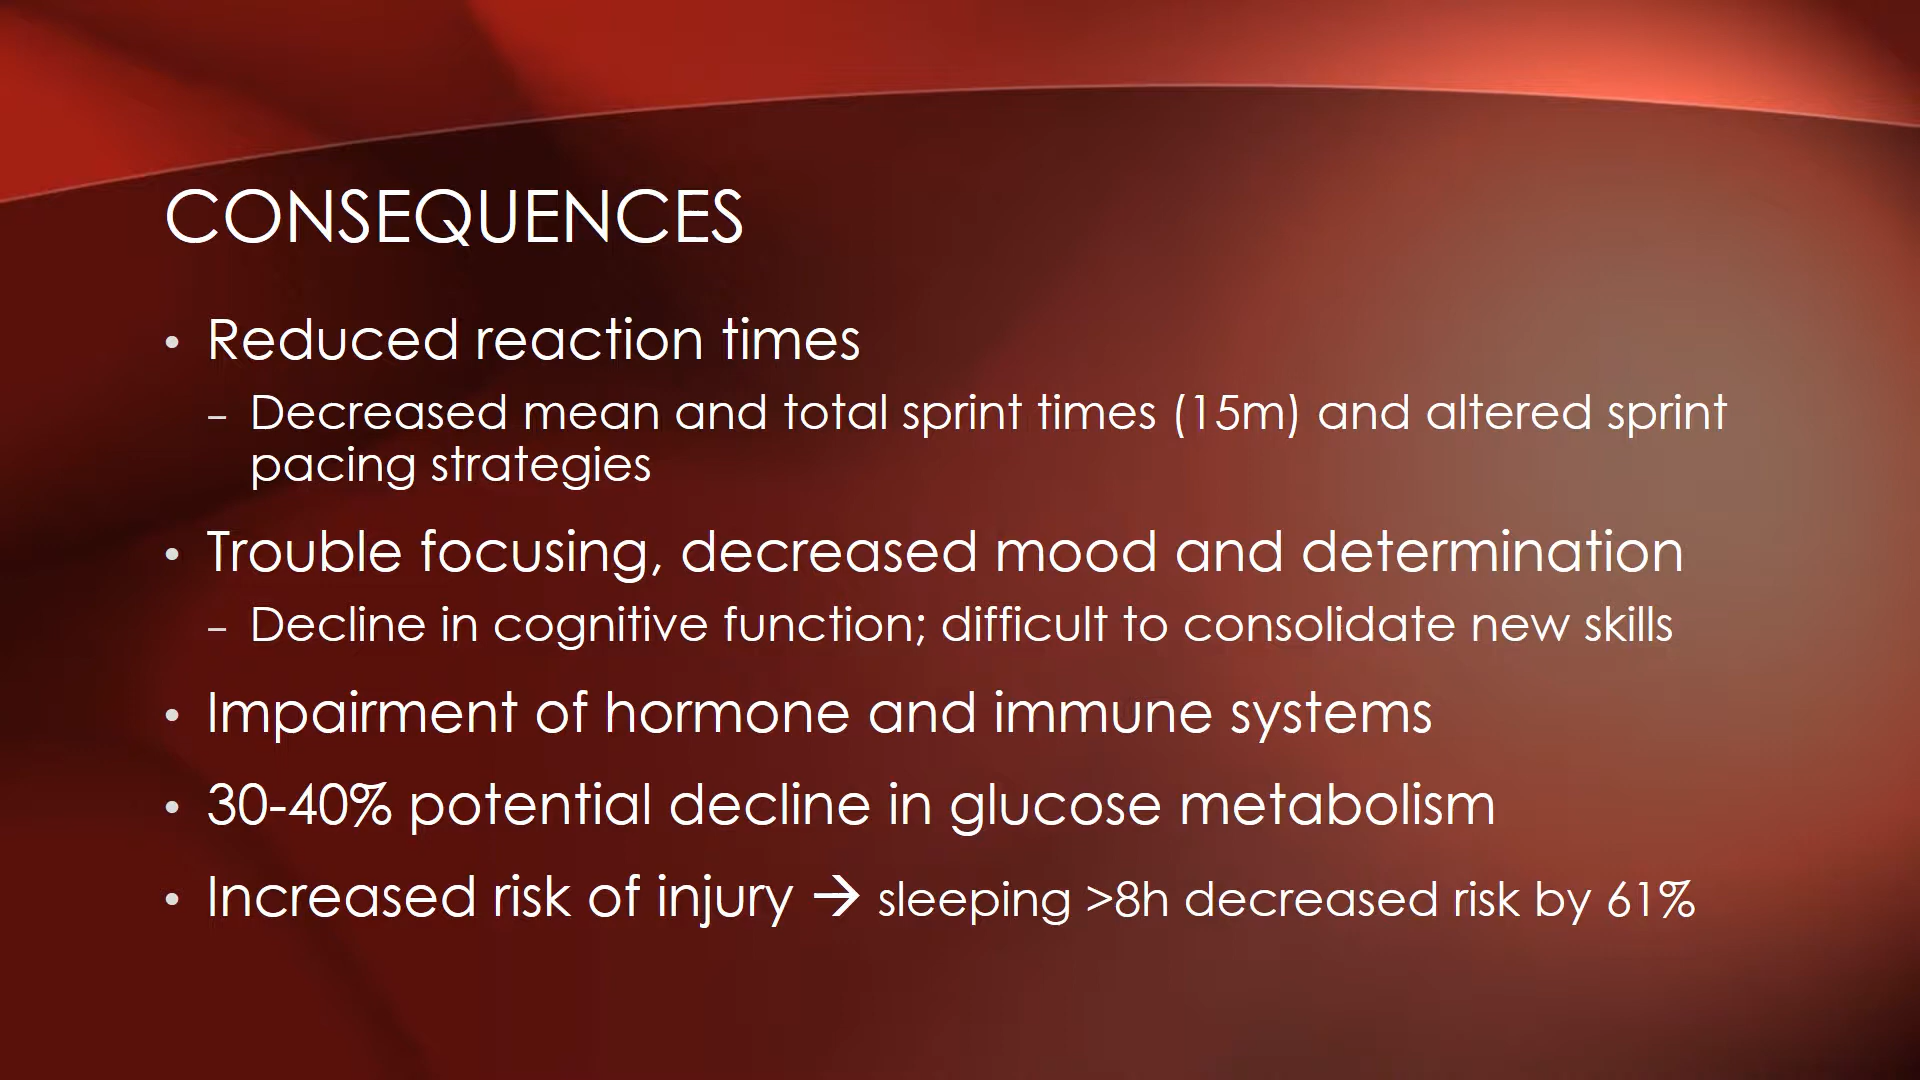 CONSEQUENCES
• Reduced reaction times
– Decreased mean and total sprint times (15m) and altered sprint
pacing strategies
• Trouble focusing, decreased mood and determination
– Decline in cognitive function; difficult to consolidate new skills
• Impairment of hormone and immune systems
• 30-40% potential decline in glucose metabolism
• Increased risk of injury → sleeping >8h decreased risk by 61%